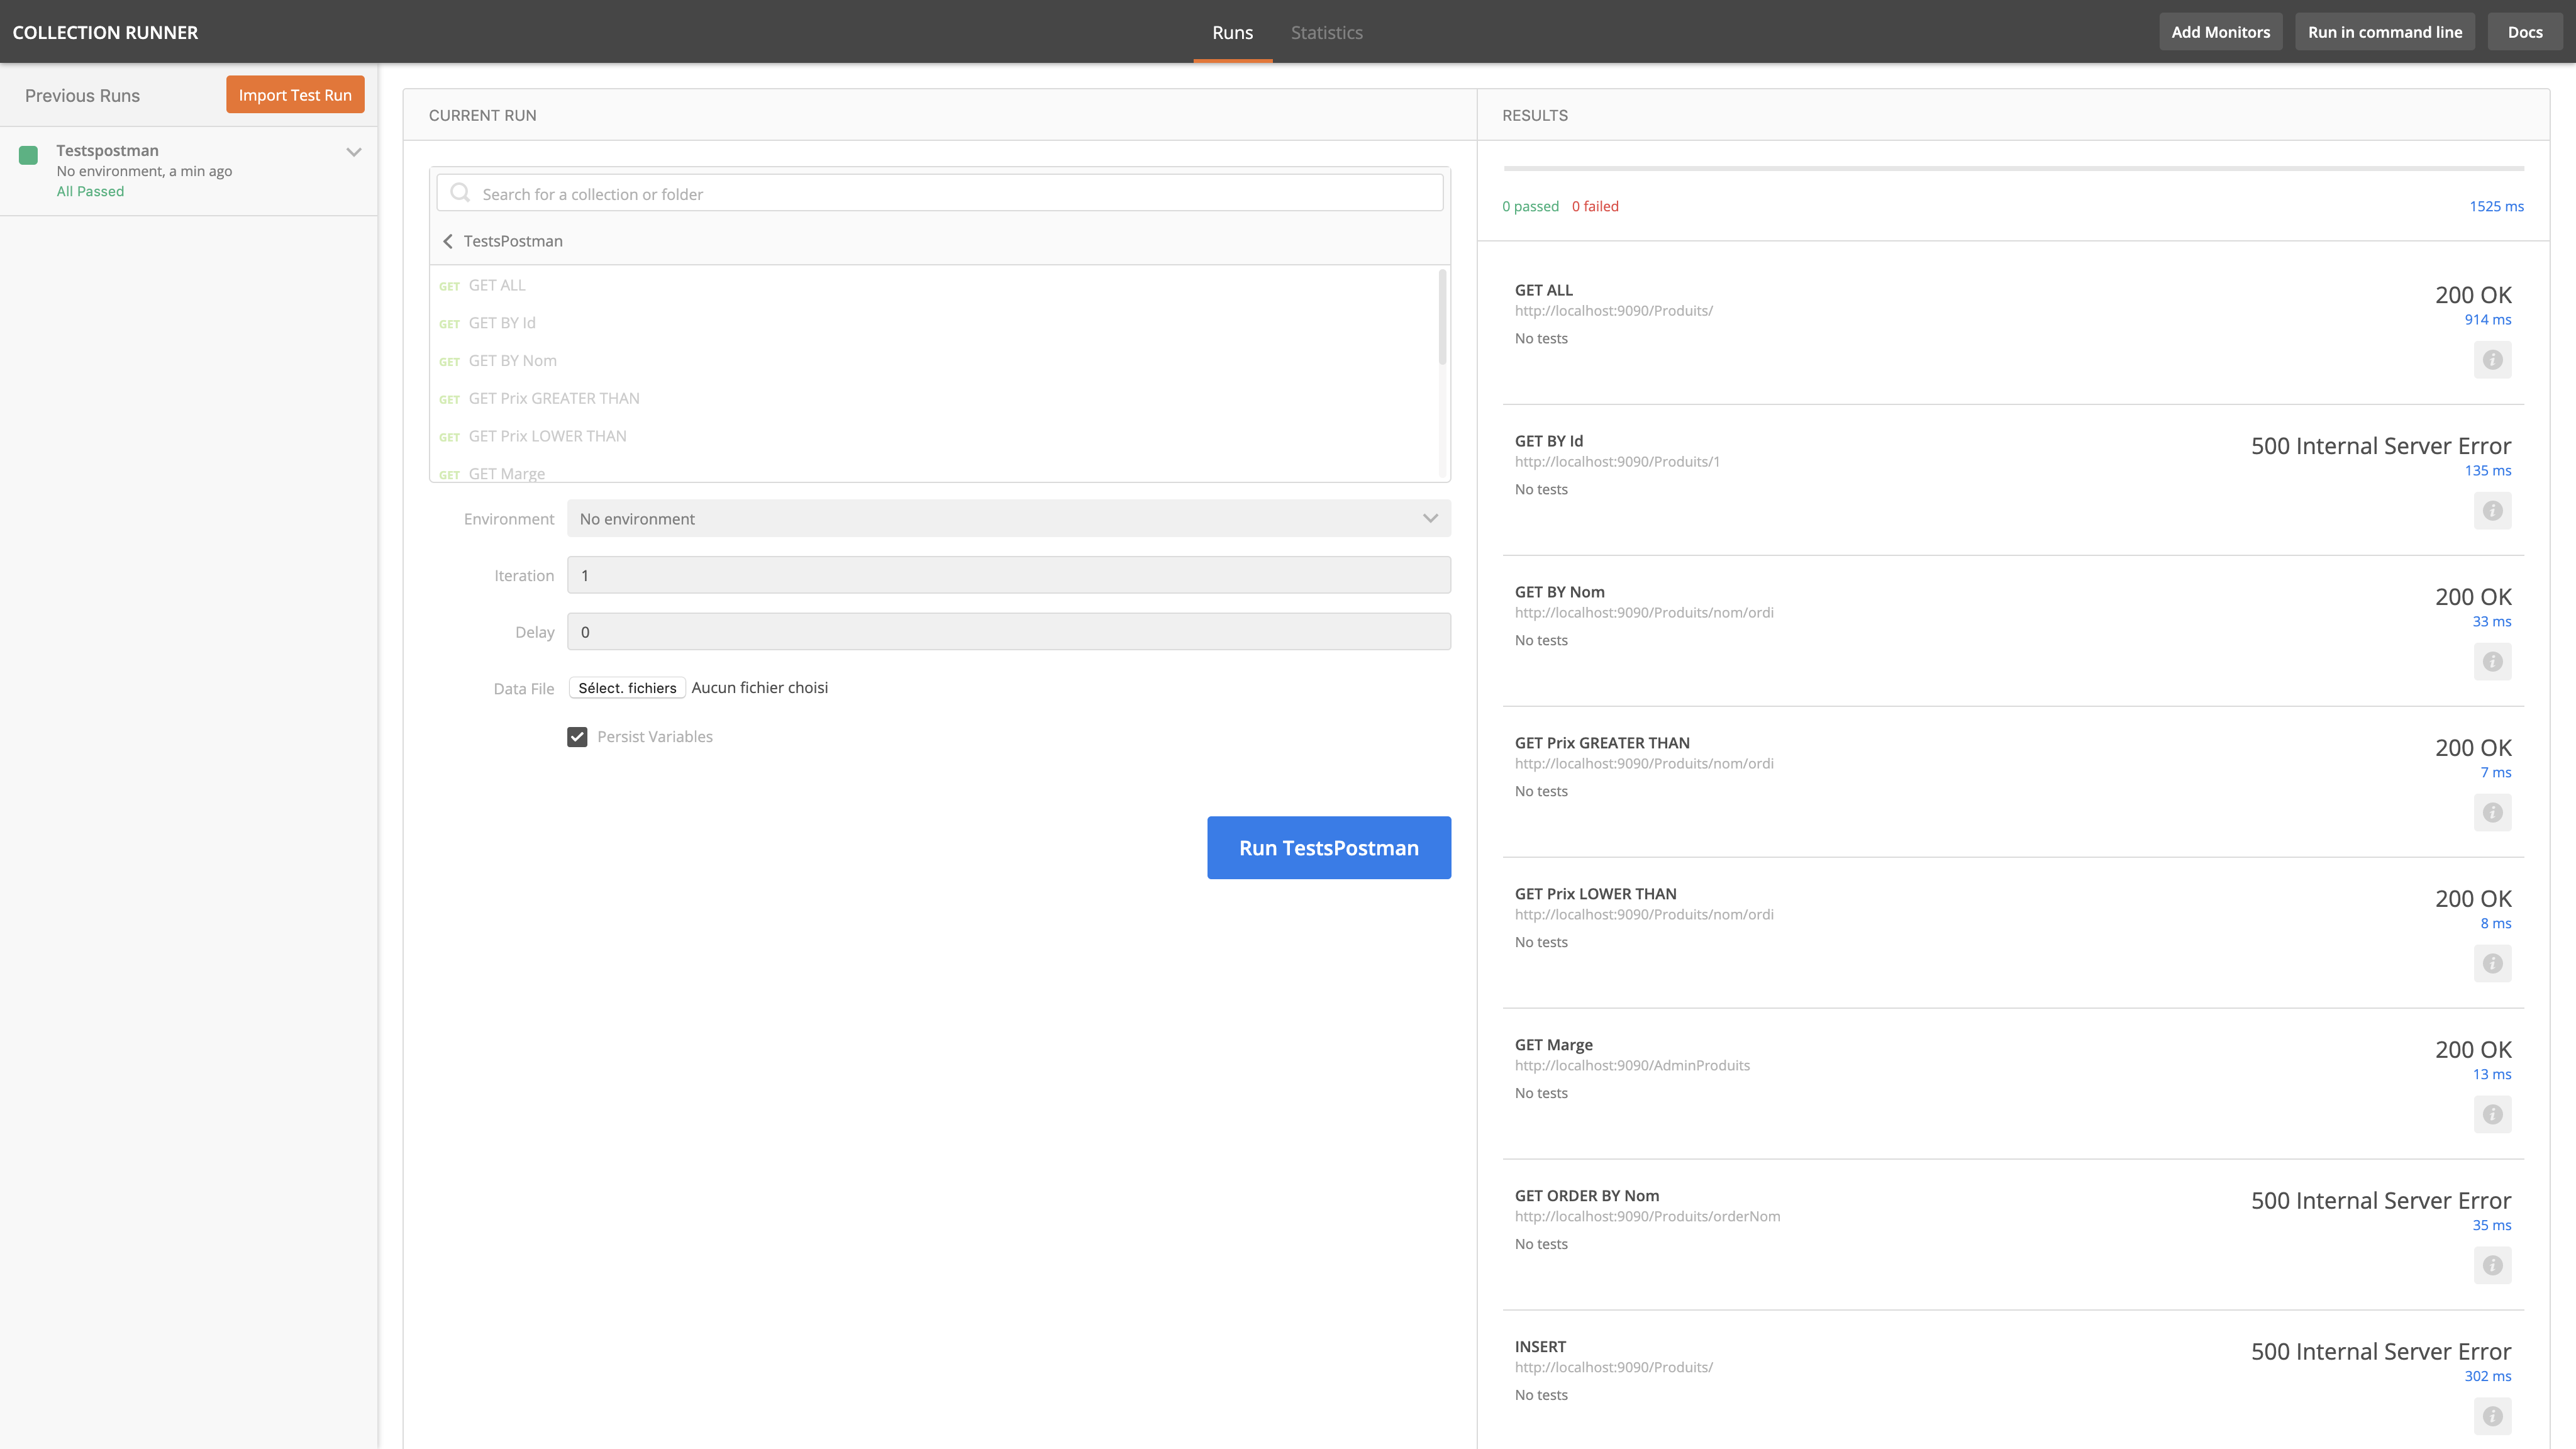 COLLECTION RUNNER
Runs
Statistics
Add Monitors
Run in command line
Docs
Previous Runs
Import Test Run
Testspostman
No environment, a min ago
All Passed
CURRENT RUN
Search for a collection or folder
TestsPostman
GET GET ALL
GET GET BY Id
GET GET BY Nom
GET GET Prix GREATER THAN
GET GET Prix LOWER THAN
GET GET Marge
Environment No environment
Iteration 1
Delay 0
Data File Sélect. fichiers Aucun fichier choisi
Persist Variables
Run TestsPostman
RESULTS
0 passed 0 failed 1525 ms
GET ALL
200 OK
http://localhost:9090/Produits/
914 ms
No tests
GET BY Id
500 Internal Server Error
http://localhost:9090/Produits/1
135 ms
No tests
GET BY Nom
200 OK
http://localhost:9090/Produits/nom/ordi
33 ms
No tests
GET Prix GREATER THAN
200 OK
http://localhost:9090/Produits/nom/ordi
7 ms
No tests
GET Prix LOWER THAN
200 OK
http://localhost:9090/Produits/nom/ordi
8 ms
No tests
GET Marge
200 OK
http://localhost:9090/AdminProduits
13 ms
No tests
GET ORDER BY Nom
500 Internal Server Error
http://localhost:9090/Produits/orderNom
35 ms
No tests
INSERT
500 Internal Server Error
http://localhost:9090/Produits/
302 ms
No tests